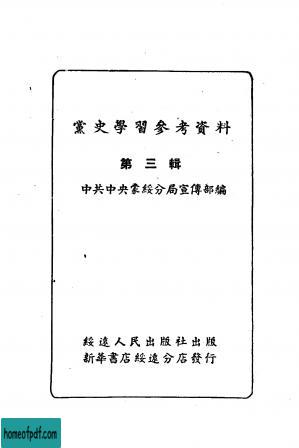 黨史學習參考資料
第三輯
中共中央蒙綏分局宣傳部編
綏遠人民出版社出版
新華書店綏遠分店發行
homeofpdf.com